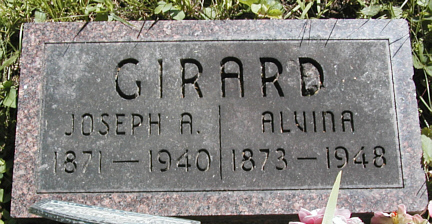 GIRARD
JOSEPH A. ALVINA
1871 — 1940 1873 — 1948